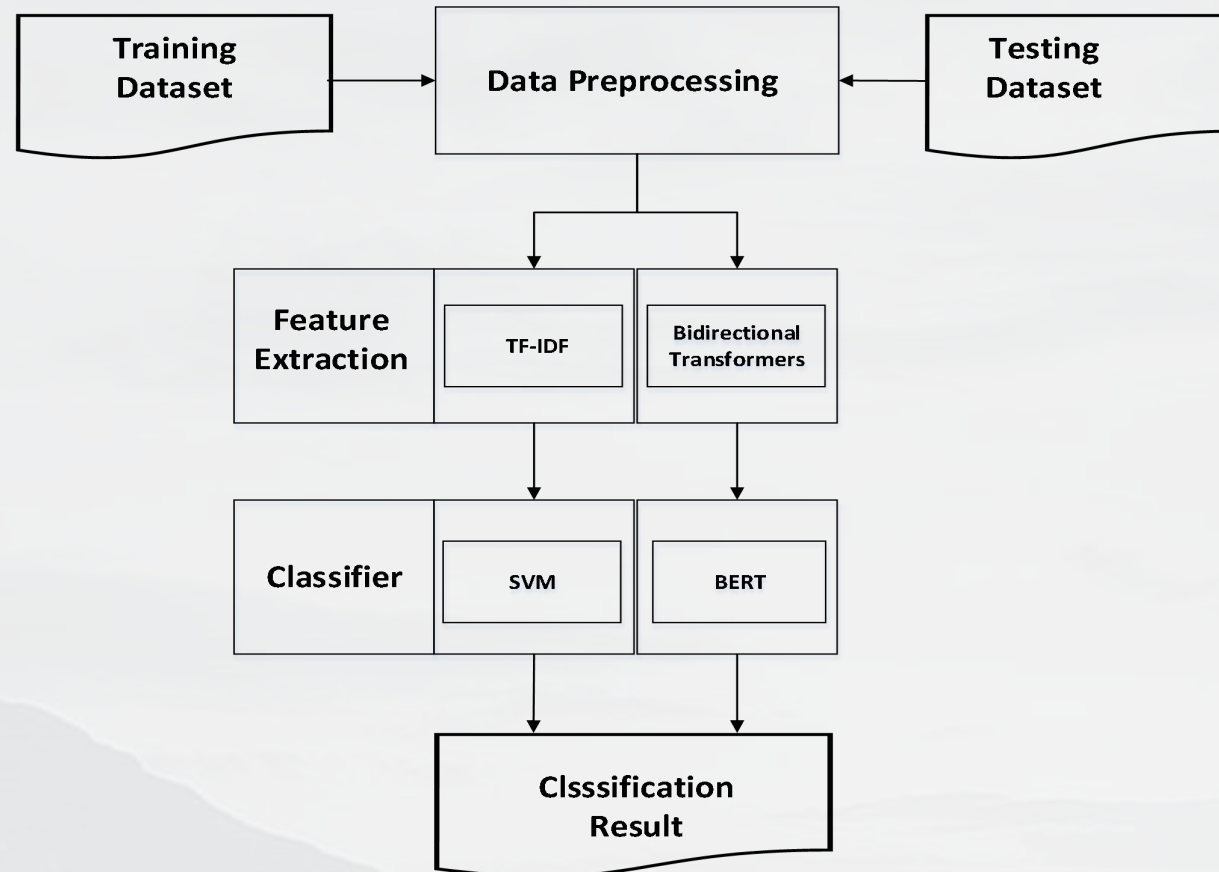 Training
Dataset
Data Preprocessing
Testing
Dataset
Feature
Extraction
TF-IDF
Bidirectional
Transformers
Classifier
SVM
BERT
Clsssification
Result